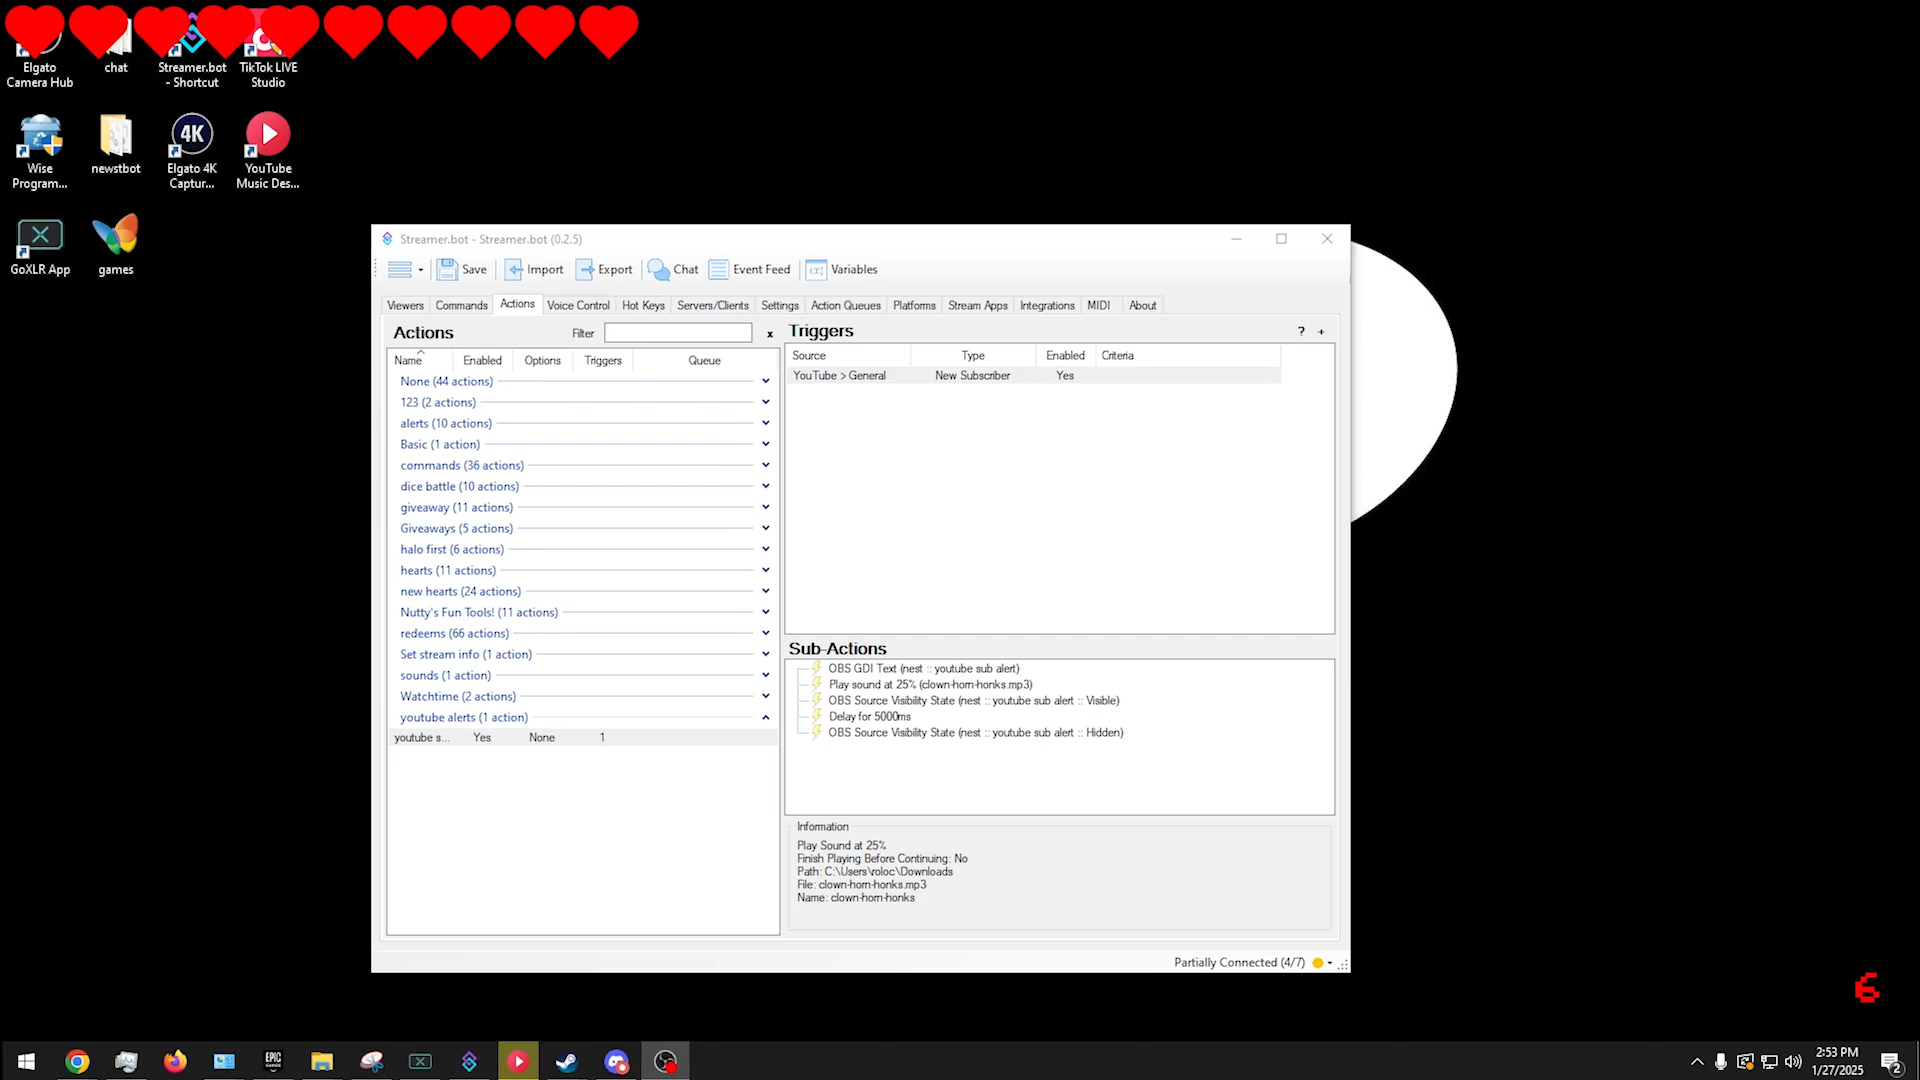 Elgato
Camera Hub
chat
Streamer.bot
- Shortcut
TikTok LIVE
Studio
Wise
Program...
newstbot
4K
Elgato 4K
Captur...
YouTube
Music Des...
GoXLR App
games
Streamer.bot - Streamer.bot (0.2.5)
Save
Import
Export
Chat
Event Feed
Variables
Viewers
Commands
Actions
Voice Control
Hot Keys
Servers/Clients
Settings
Action Queues
Platforms
Stream Apps
Integrations
MIDI
About
Actions
Filter
x
Name
Enabled
Options
Triggers
Queue
None (44 actions)
123 (2 actions)
alerts (10 actions)
Basic (1 action)
commands (36 actions)
dice battle (10 actions)
giveaway (11 actions)
Giveaways (5 actions)
halo first (6 actions)
hearts (11 actions)
new hearts (24 actions)
Nutty's Fun Tools! (11 actions)
redeems (66 actions)
Set stream info (1 action)
sounds (1 action)
Watchtime (2 actions)
youtube alerts (1 action)
youtube s... Yes None 1
Triggers
? +
Source Type Enabled Criteria
YouTube > General New Subscriber Yes
Sub-Actions
OBS GDI Text (nest :: youtube sub alert)
Play sound at 25% (clown-horn-honks.mp3)
OBS Source Visibility State (nest :: youtube sub alert :: Visible)
Delay for 5000ms
OBS Source Visibility State (nest :: youtube sub alert :: Hidden)
Information
Play Sound at 25%
Finish Playing Before Continuing: No
Path: C:\Users\roloc\Downloads
File: clown-horn-honks.mp3
Name: clown-horn-honks
Partially Connected (4/7)
6
EPIC
GAMES
2:53 PM
1/27/2025
2